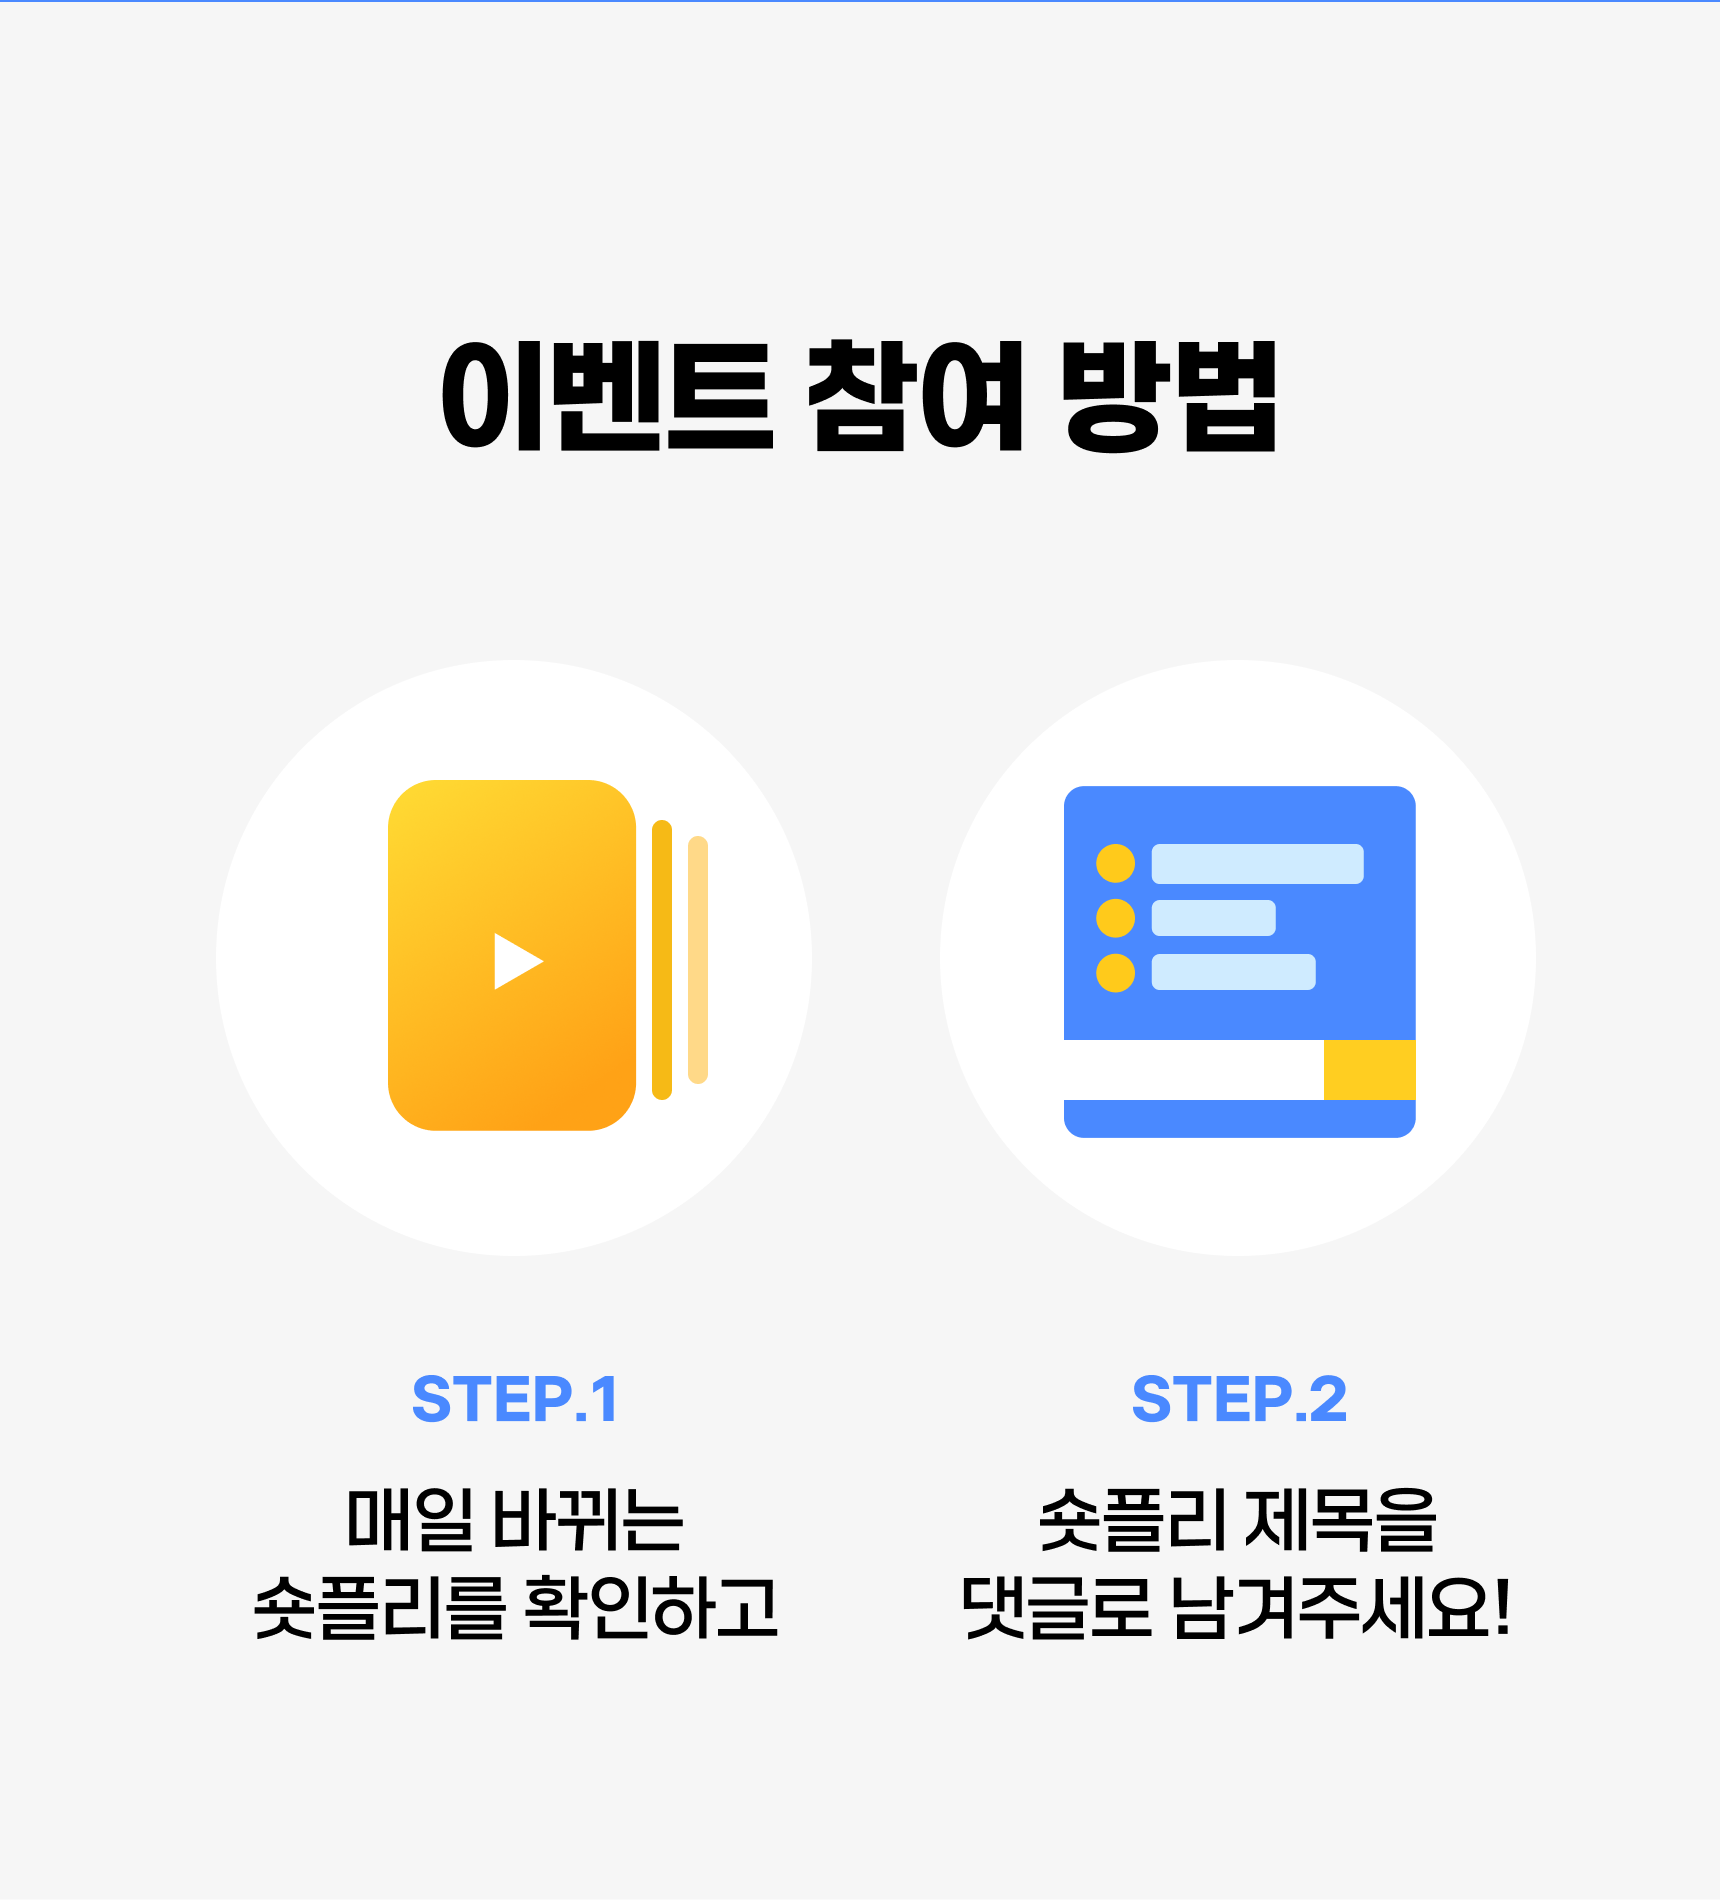 이벤트 참여 방법
STEP.1
매일 바뀌는
숏플리를 확인하고
STEP.2
숏플리 제목을
댓글로 남겨주세요!